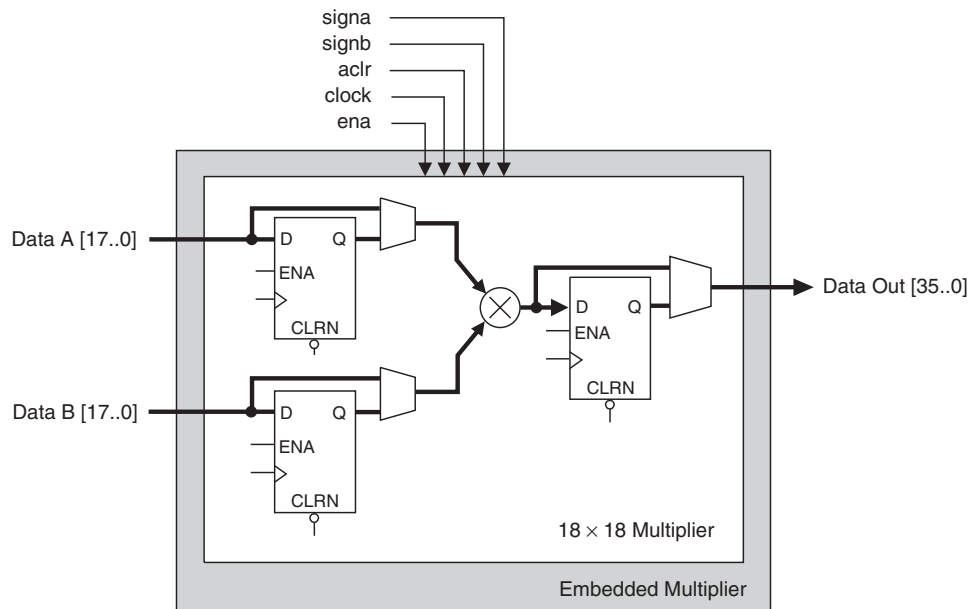 signa
signb
aclr
clock
ena
Data A [17..0]
D Q
ENA
CLRN
Data B [17..0]
D Q
ENA
CLRN
D Q
ENA
CLRN
Data Out [35..0]
18 × 18 Multiplier
Embedded Multiplier